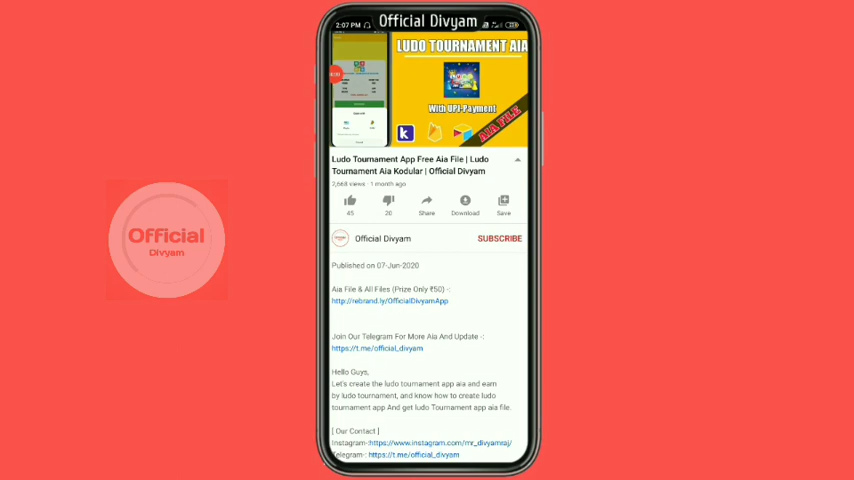 Official Divyam
2:07 PM
LUDO TOURNAMENT AIA
With UPI-Payment
AIA FILE
Ludo Tournament App Free Aia File | Ludo
Tournament Aia Kodular | Official Divyam
2,668 views · 1 month ago
45
20
Share
Download
Save
Official Divyam
SUBSCRIBE
Published on 07-Jun-2020
Aia File & All Files (Prize Only ₹50) -:
http://rebrand.ly/OfficialDivyamApp
Join Our Telegram For More Aia And Update -:
https://t.me/official_divyam
Hello Guys,
Let's create the ludo tournament app aia and earn
by ludo tournament, and know how to create ludo
tournament app And get ludo Tournament app aia file.
[ Our Contact ]
Instagram-:https://www.instagram.com/mr_divyamraj/
Telegram-: https://t.me/official_divyam
Official
Divyam